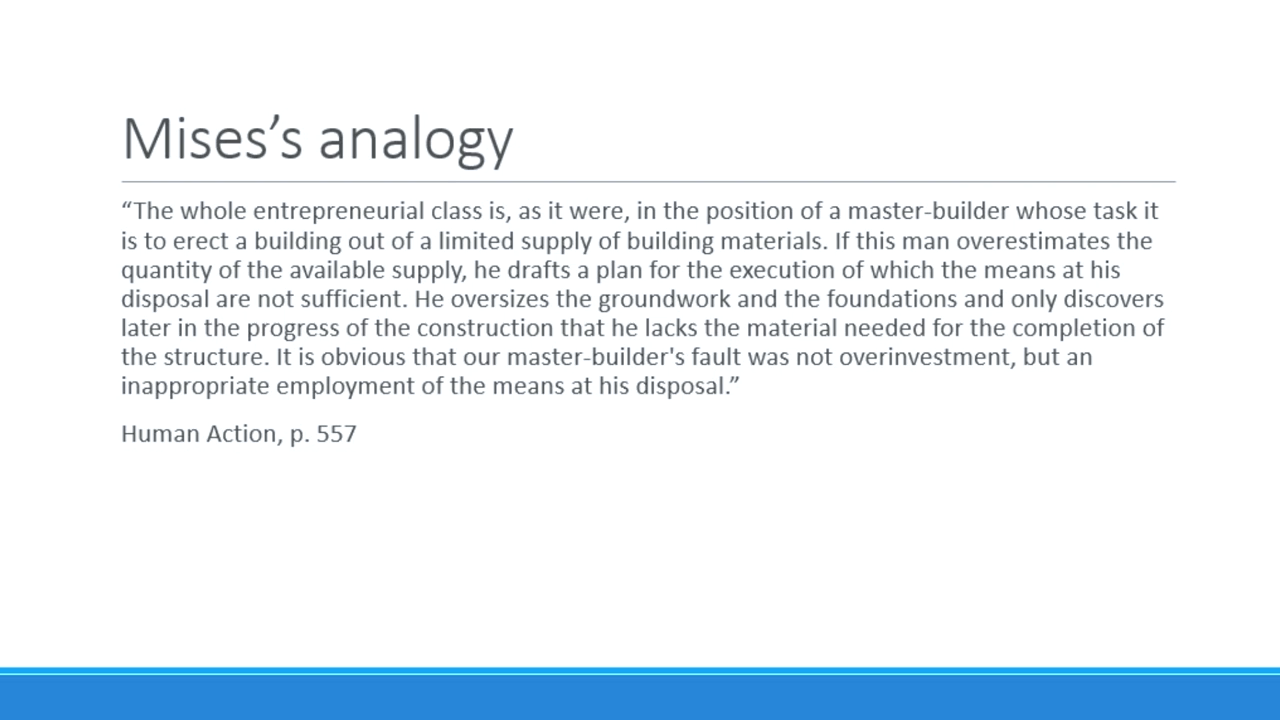 Mises’s analogy
“The whole entrepreneurial class is, as it were, in the position of a master-builder whose task it
is to erect a building out of a limited supply of building materials. If this man overestimates the
quantity of the available supply, he drafts a plan for the execution of which the means at his
disposal are not sufficient. He oversizes the groundwork and the foundations and only discovers
later in the progress of the construction that he lacks the material needed for the completion of
the structure. It is obvious that our master-builder's fault was not overinvestment, but an
inappropriate employment of the means at his disposal.”
Human Action, p. 557